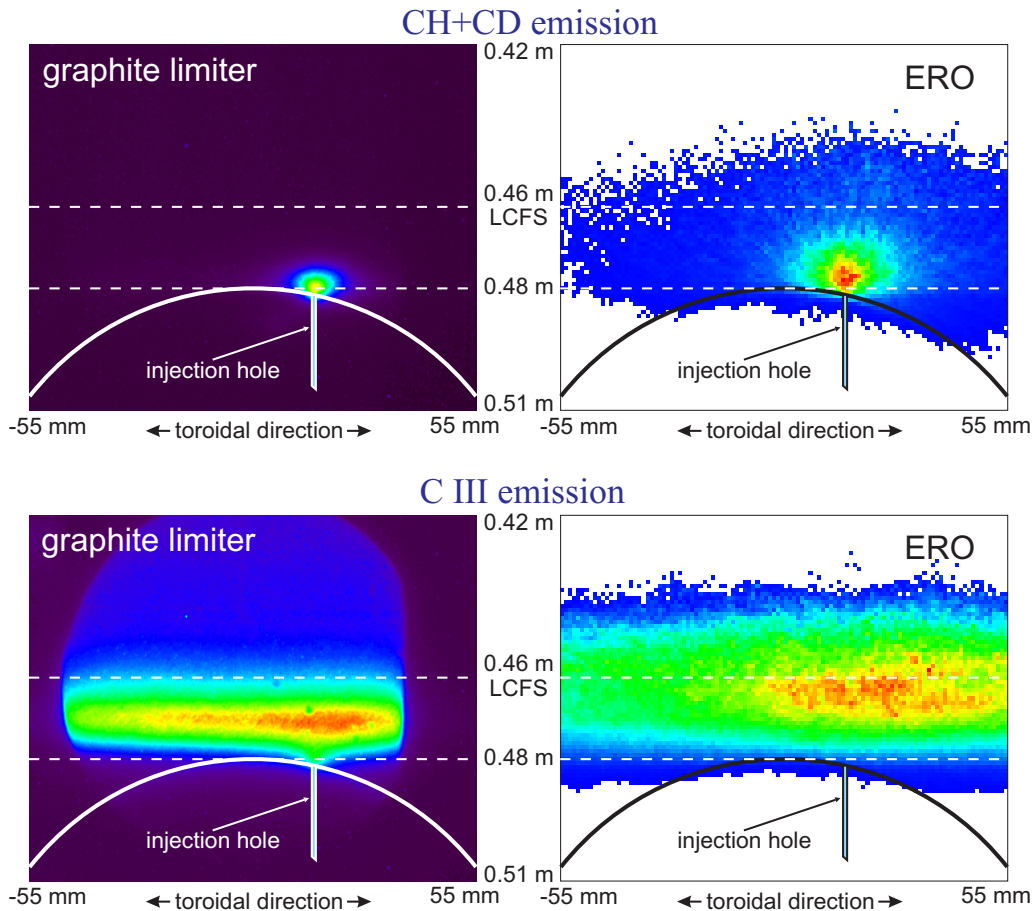 CH+CD emission
graphite limiter
0.42 m
ERO
0.46 m
LCFS
0.48 m
injection hole
injection hole
0.51 m
-55 mm
← toroidal direction →
55 mm
-55 mm
← toroidal direction →
55 mm
C III emission
graphite limiter
0.42 m
ERO
0.46 m
LCFS
0.48 m
injection hole
injection hole
0.51 m
-55 mm
← toroidal direction →
55 mm
-55 mm
← toroidal direction →
55 mm